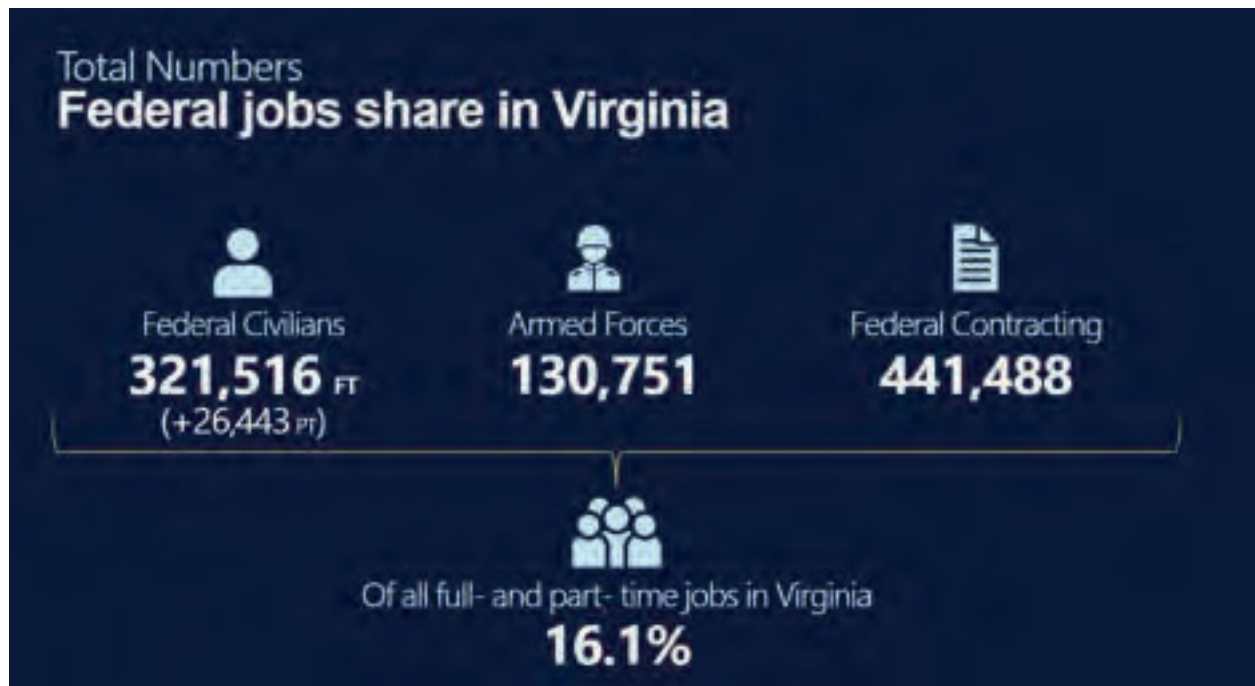 Total Numbers
Federal jobs share in Virginia
Federal Civilians
321,516 FT
(+26,443 PT)
Armed Forces
130,751
Federal Contracting
441,488
Of all full- and part- time jobs in Virginia
16.1%